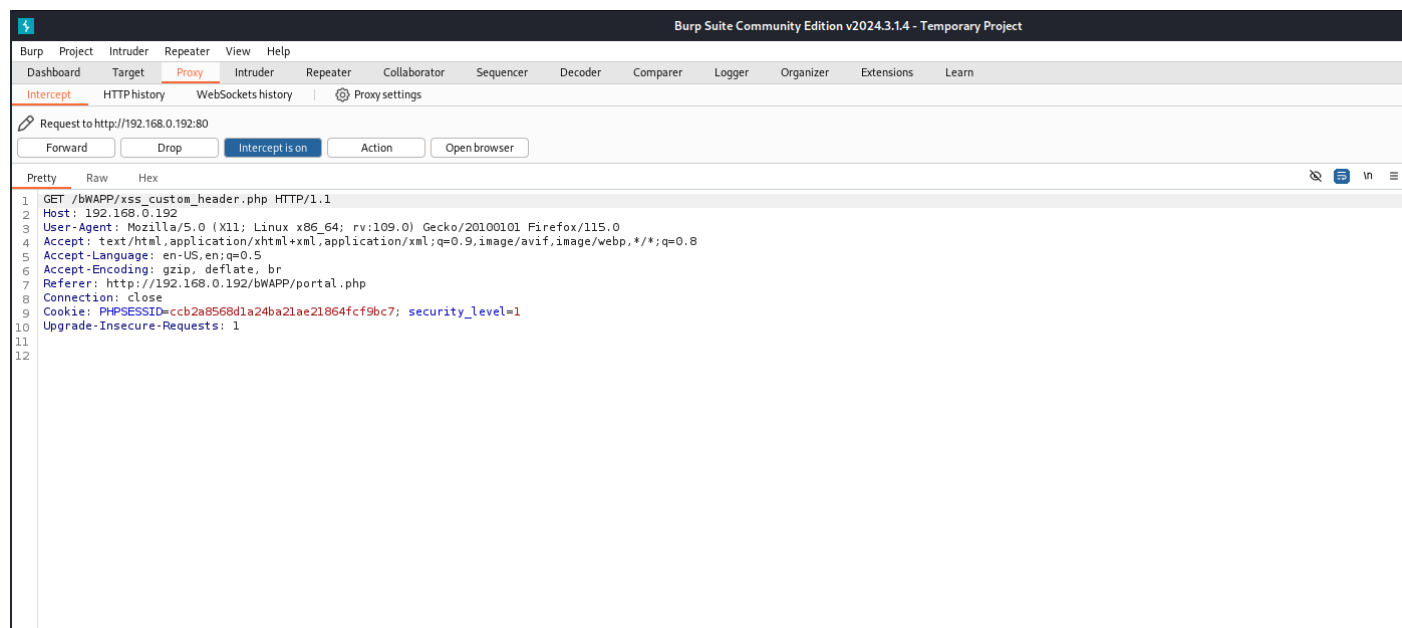 Burp Suite Community Edition v2024.3.1.4 - Temporary Project
Burp Project Intruder Repeater View Help
Dashboard Target Proxy Intruder Repeater Collaborator Sequencer Decoder Comparer Logger Organizer Extensions Learn
Intercept HTTP history WebSockets history Proxy settings
Request to http://192.168.0.192:80
Forward Drop Intercept is on Action Open browser
Pretty Raw Hex \n
1 GET /bWAPP/xss_custom_header.php HTTP/1.1
2 Host: 192.168.0.192
3 User-Agent: Mozilla/5.0 (X11; Linux x86_64; rv:109.0) Gecko/20100101 Firefox/115.0
4 Accept: text/html,application/xhtml+xml,application/xml;q=0.9,image/avif,image/webp,*/*;q=0.8
5 Accept-Language: en-US,en;q=0.5
6 Accept-Encoding: gzip, deflate, br
7 Referer: http://192.168.0.192/bWAPP/portal.php
8 Connection: close
9 Cookie: PHPSESSID=ccb2a8568d1a24ba21ae21864fcf9bc7; security_level=1
10 Upgrade-Insecure-Requests: 1
11
12